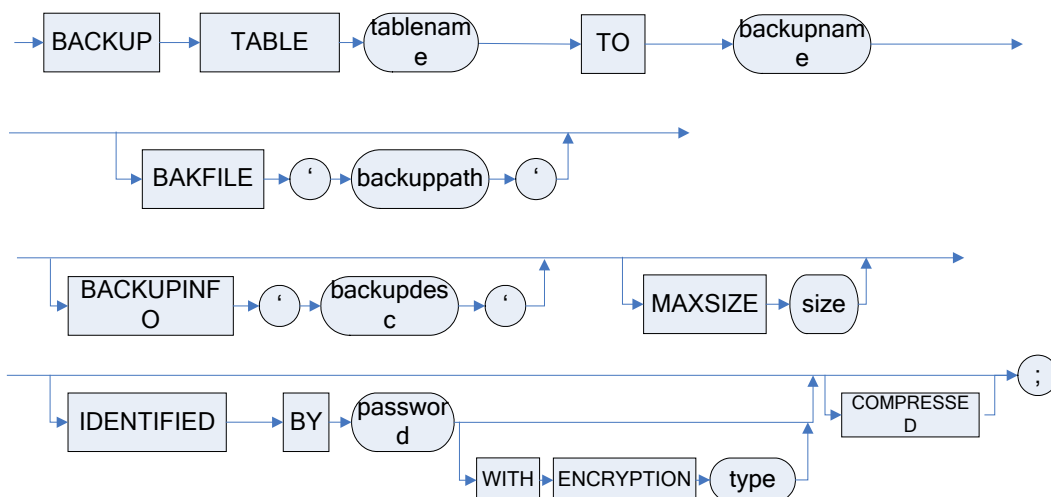 BACKUP TABLE tablenam
e TO backupnam
e
BAKFILE ‘ backuppath ‘
BACKUPINF
O ‘ backupdes
c ‘ MAXSIZE size
IDENTIFIED BY passwor
d COMPRESSE
D ;
WITH ENCRYPTION type